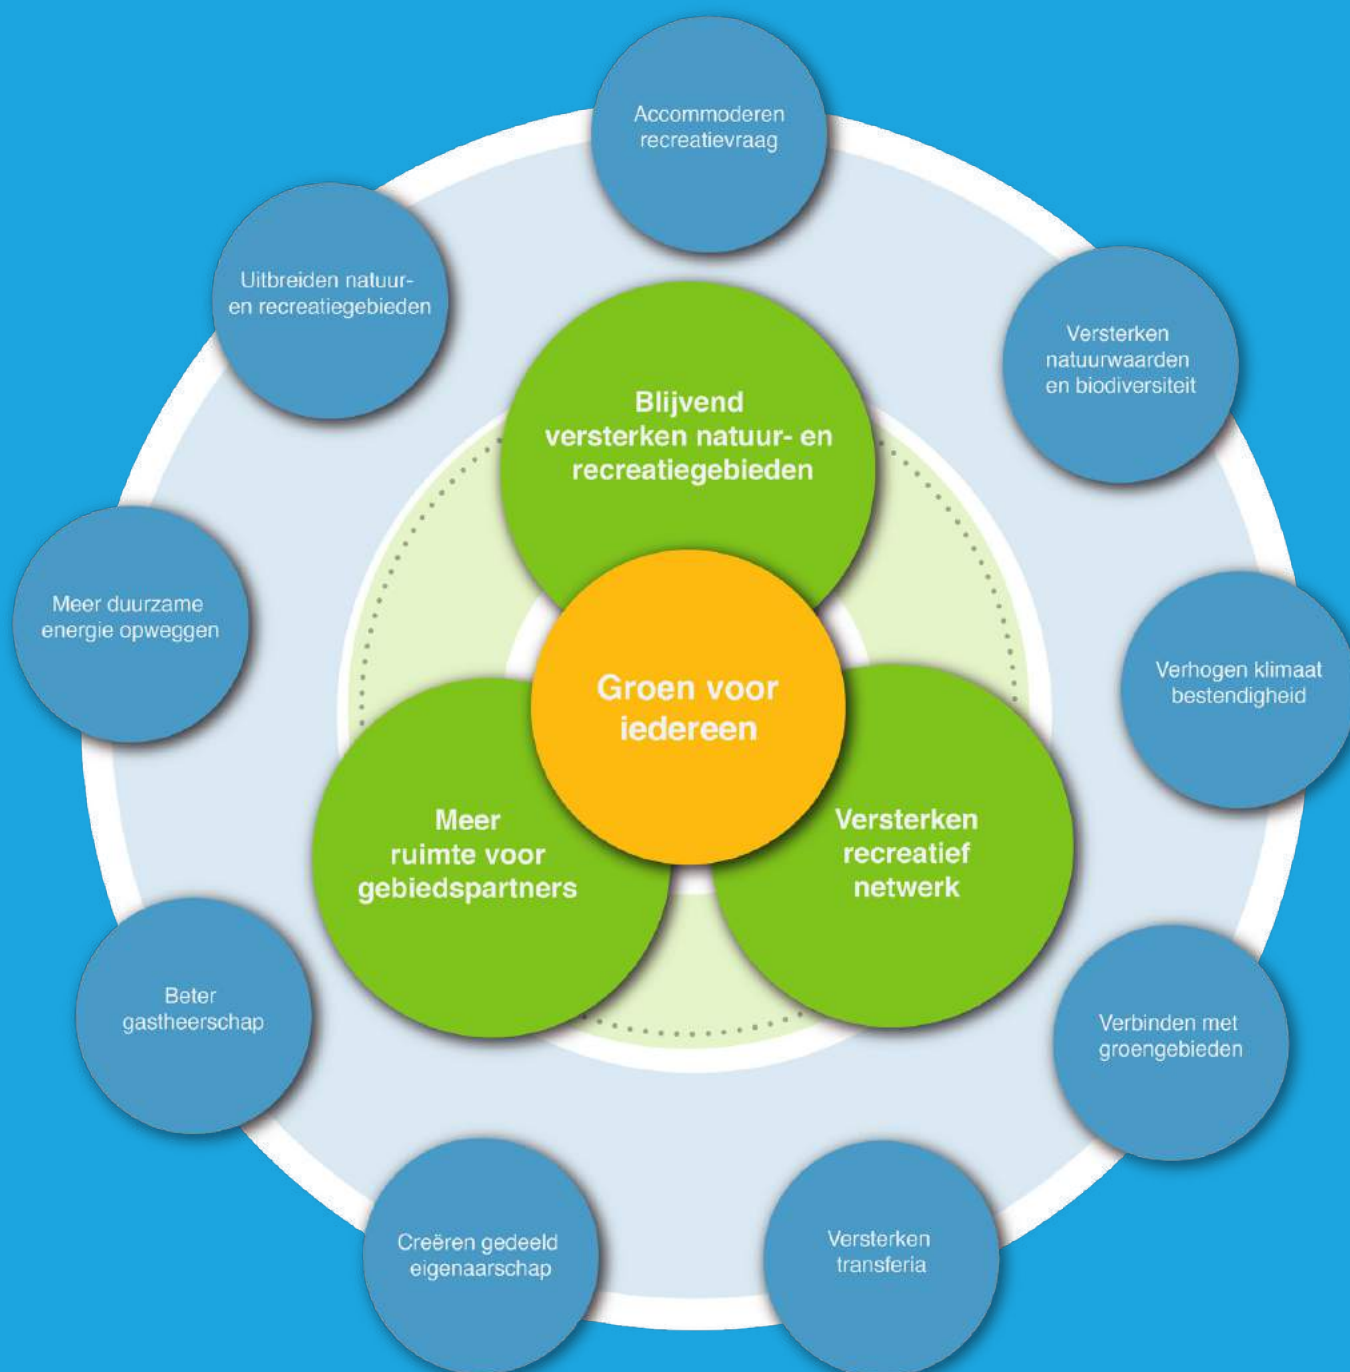 Accommoderen
recreatievraag
Uitbreiden natuur-
en recreatiegebieden
Versterken
natuurwaarden
en biodiversiteit
Blijvend
versterken natuur- en
recreatiegebieden
Meer duurzame
energie opweggen
Groen voor
iedereen
Verhogen klimaat
bestendigheid
Meer
ruimte voor
gebiedspartners
Versterken
recreatief
netwerk
Beter
gastheerschap
Verbinden met
groengebieden
Creëren gedeeld
eigenaarschap
Versterken
transferia